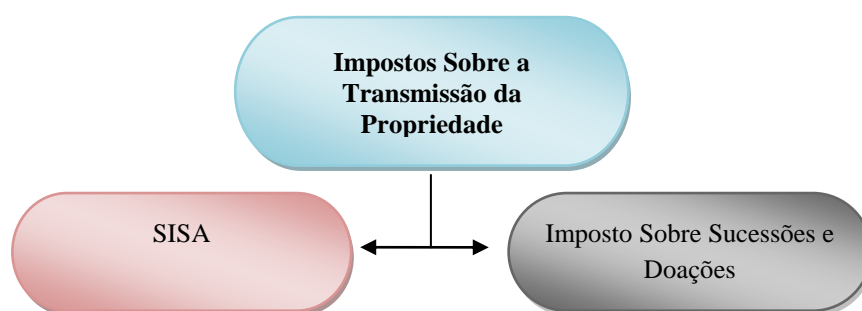 Impostos Sobre a
Transmissão da
Propriedade
SISA
Imposto Sobre Sucessões e
Doações